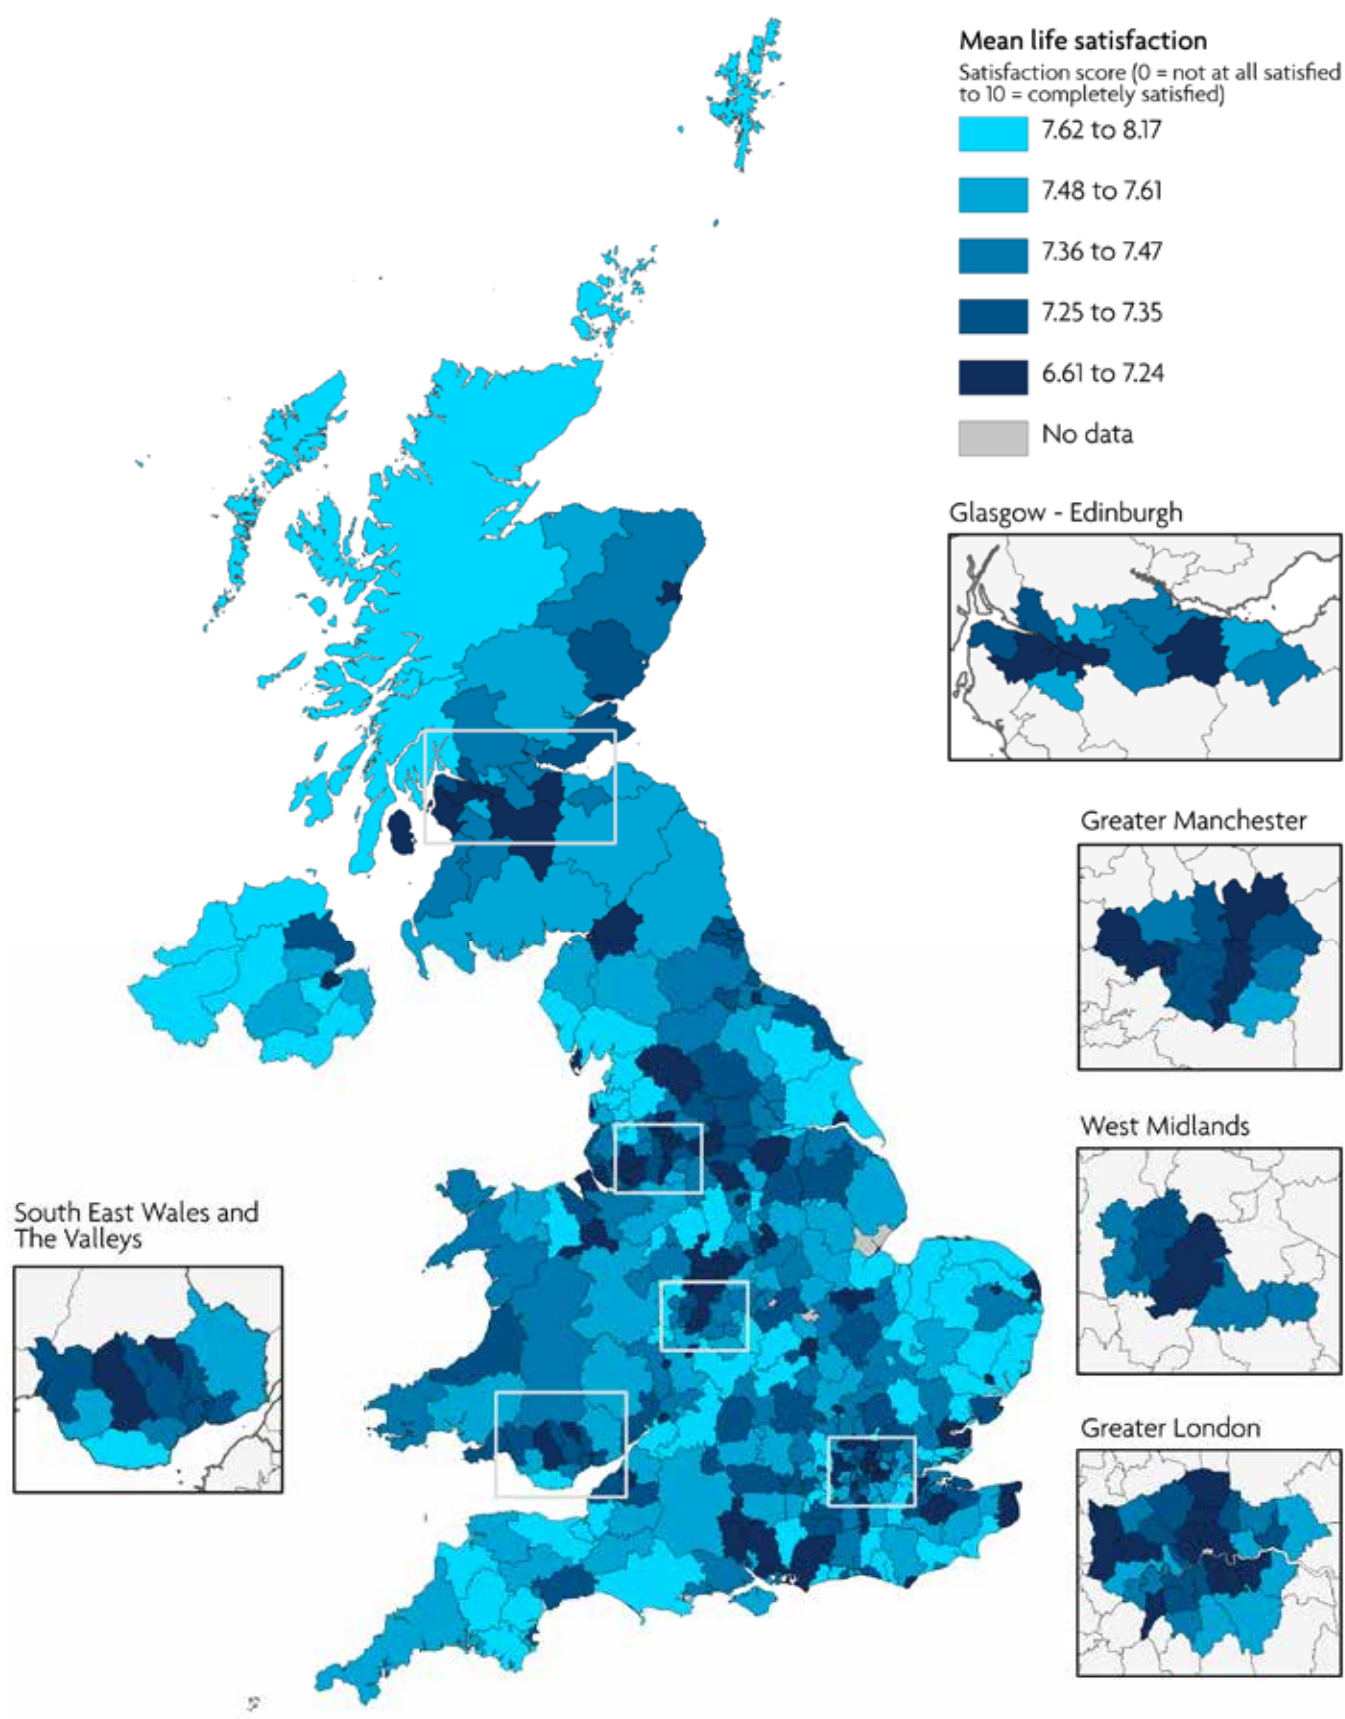 Mean life satisfaction
Satisfaction score (0 = not at all satisfied
to 10 = completely satisfied)
7.62 to 8.17
7.48 to 7.61
7.36 to 7.47
7.25 to 7.35
6.61 to 7.24
No data
Glasgow - Edinburgh
Greater Manchester
West Midlands
South East Wales and
The Valleys
Greater London